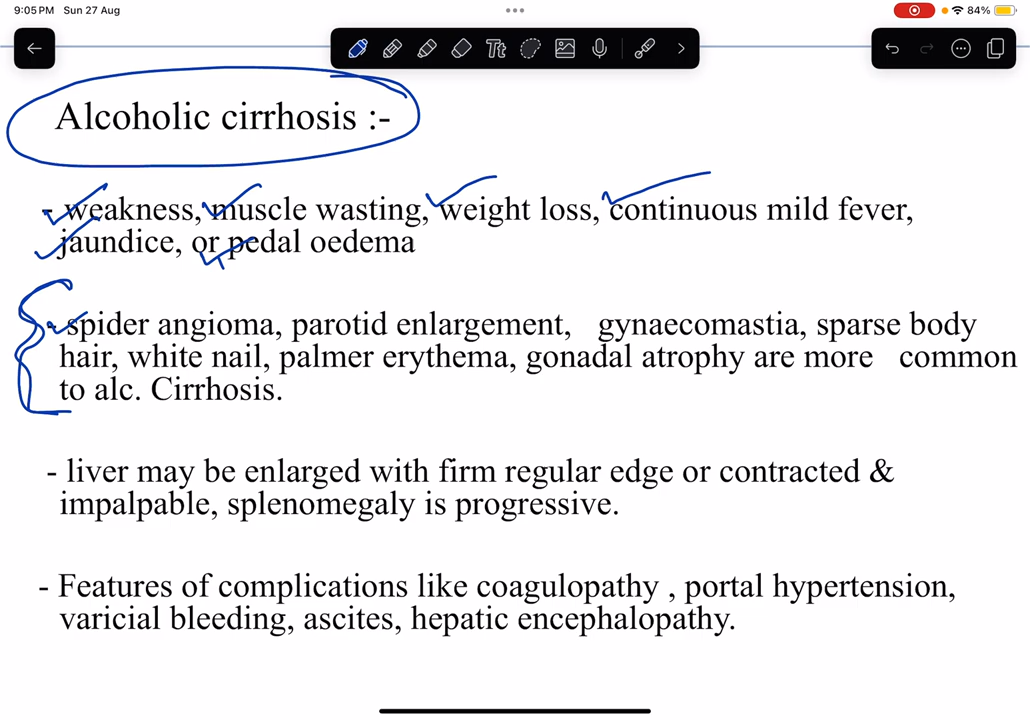 9:05 PM Sun 27 Aug
84%
Tt
Alcoholic cirrhosis :-
- weakness, muscle wasting, weight loss, continuous mild fever,
jaundice, or pedal oedema
- spider angioma, parotid enlargement, gynaecomastia, sparse body
hair, white nail, palmer erythema, gonadal atrophy are more common
to alc. Cirrhosis.
- liver may be enlarged with firm regular edge or contracted &
impalpable, splenomegaly is progressive.
- Features of complications like coagulopathy , portal hypertension,
varicial bleeding, ascites, hepatic encephalopathy.